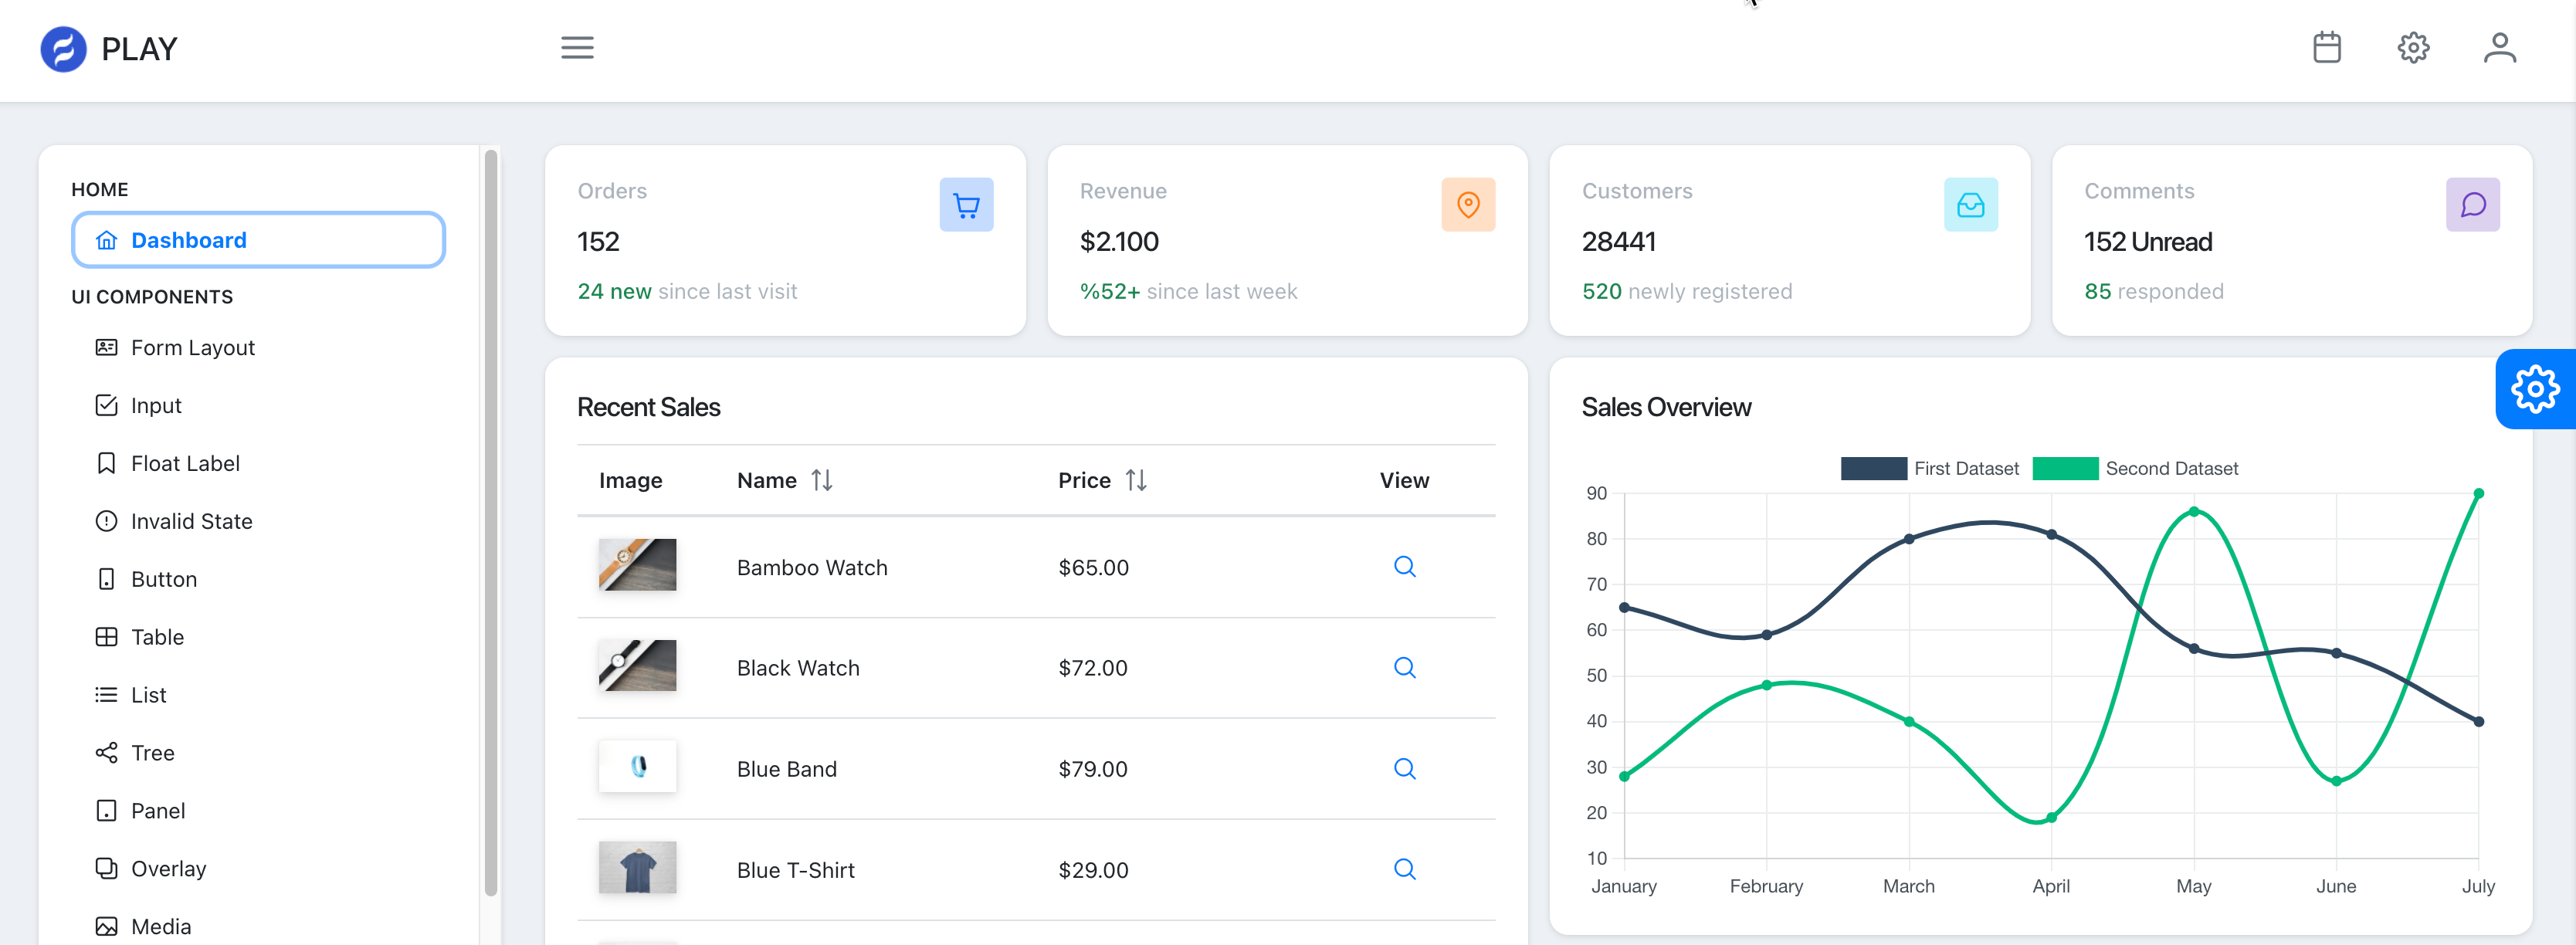 PLAY
HOME
Dashboard
UI COMPONENTS
Form Layout
Input
Float Label
Invalid State
Button
Table
List
Tree
Panel
Overlay
Media
Orders
152
24 new since last visit
Revenue
$2.100
%52+ since last week
Customers
28441
520 newly registered
Comments
152 Unread
85 responded
Recent Sales
Image Name Price View
Bamboo Watch $65.00
Black Watch $72.00
Blue Band $79.00
Blue T-Shirt $29.00
Sales Overview
First Dataset Second Dataset
90
80
70
60
50
40
30
20
10
January February March April May June July